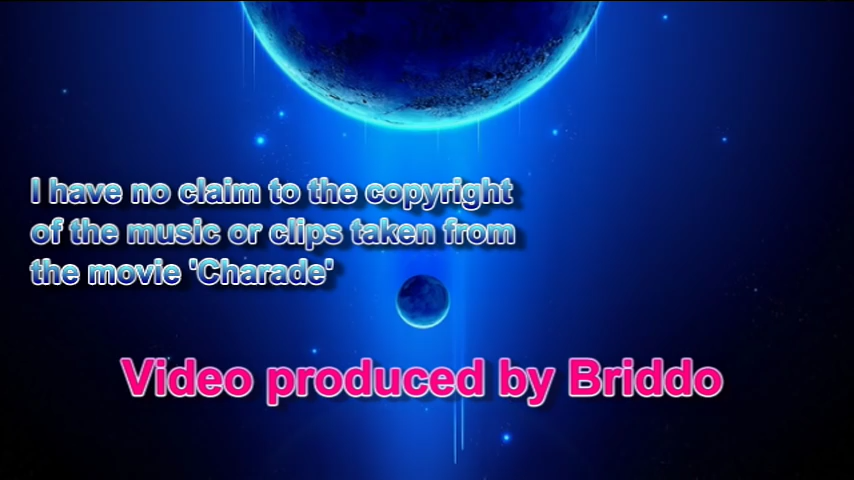 I have no claim to the copyright
of the music or clips taken from
the movie 'Charade'
Video produced by Briddo